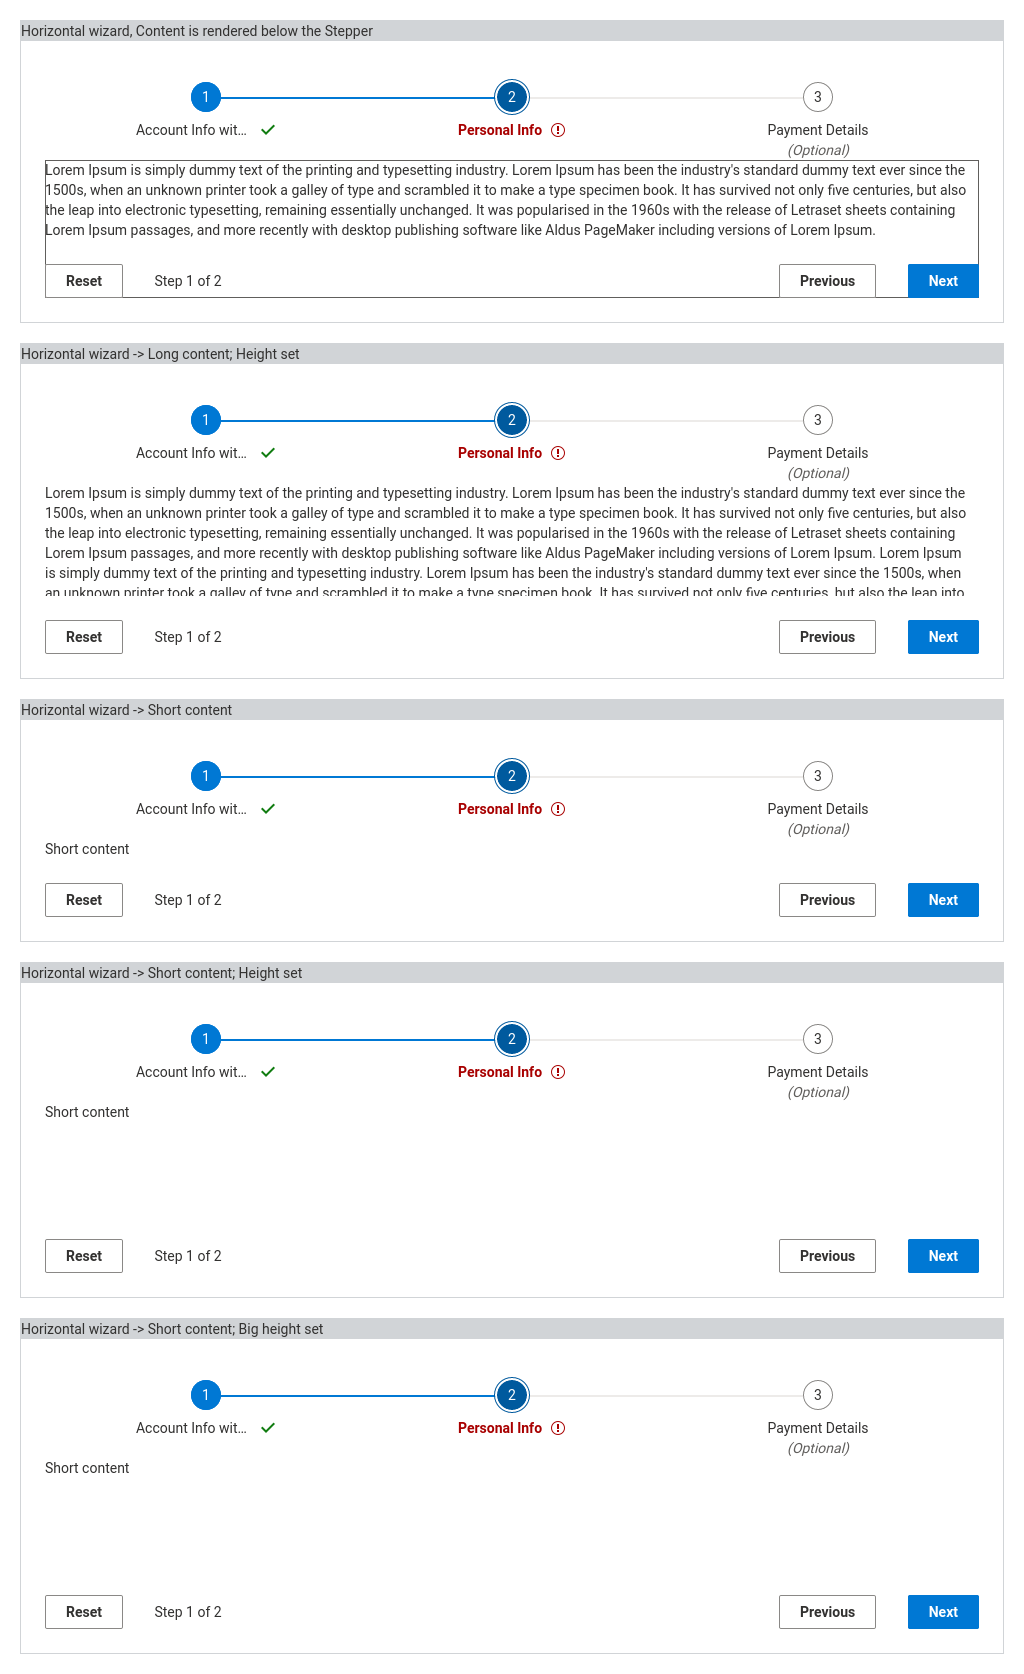 Horizontal wizard, Content is rendered below the Stepper
1 2 3
Account Info wit... Personal Info Payment Details
(Optional)
Lorem Ipsum is simply dummy text of the printing and typesetting industry. Lorem Ipsum has been the industry's standard dummy text ever since the
1500s, when an unknown printer took a galley of type and scrambled it to make a type specimen book. It has survived not only five centuries, but also
the leap into electronic typesetting, remaining essentially unchanged. It was popularised in the 1960s with the release of Letraset sheets containing
Lorem Ipsum passages, and more recently with desktop publishing software like Aldus PageMaker including versions of Lorem Ipsum.
Reset Step 1 of 2 Previous Next
Horizontal wizard -> Long content; Height set
1 2 3
Account Info wit... Personal Info Payment Details
(Optional)
Lorem Ipsum is simply dummy text of the printing and typesetting industry. Lorem Ipsum has been the industry's standard dummy text ever since the
1500s, when an unknown printer took a galley of type and scrambled it to make a type specimen book. It has survived not only five centuries, but also
the leap into electronic typesetting, remaining essentially unchanged. It was popularised in the 1960s with the release of Letraset sheets containing
Lorem Ipsum passages, and more recently with desktop publishing software like Aldus PageMaker including versions of Lorem Ipsum. Lorem Ipsum
is simply dummy text of the printing and typesetting industry. Lorem Ipsum has been the industry's standard dummy text ever since the 1500s, when
an unknown printer took a galley of type and scrambled it to make a type specimen book. It has survived not only five centuries, but also the leap into
Reset Step 1 of 2 Previous Next
Horizontal wizard -> Short content
1 2 3
Account Info wit... Personal Info Payment Details
(Optional)
Short content
Reset Step 1 of 2 Previous Next
Horizontal wizard -> Short content; Height set
1 2 3
Account Info wit... Personal Info Payment Details
(Optional)
Short content
Reset Step 1 of 2 Previous Next
Horizontal wizard -> Short content; Big height set
1 2 3
Account Info wit... Personal Info Payment Details
(Optional)
Short content
Reset Step 1 of 2 Previous Next